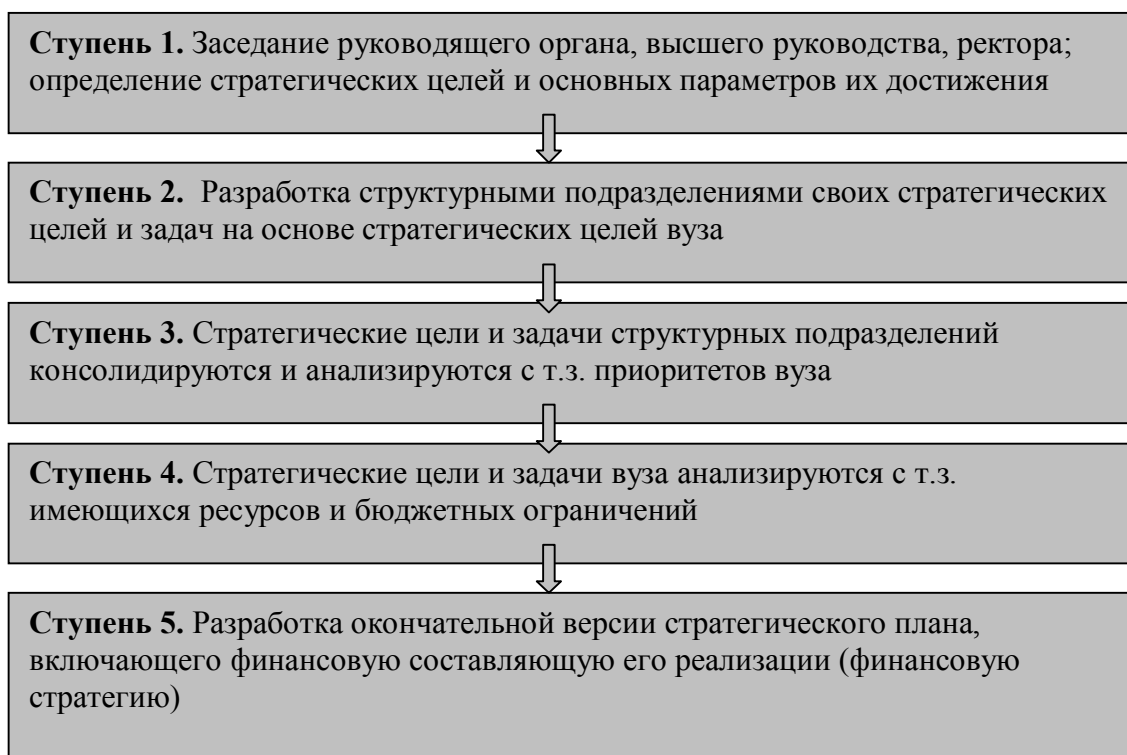 Ступень 1. Заседание руководящего органа, высшего руководства, ректора;
определение стратегических целей и основных параметров их достижения
Ступень 2. Разработка структурными подразделениями своих стратегических
целей и задач на основе стратегических целей вуза
Ступень 3. Стратегические цели и задачи структурных подразделений
консолидируются и анализируются с т.з. приоритетов вуза
Ступень 4. Стратегические цели и задачи вуза анализируются с т.з.
имеющихся ресурсов и бюджетных ограничений
Ступень 5. Разработка окончательной версии стратегического плана,
включающего финансовую составляющую его реализации (финансовую
стратегию)